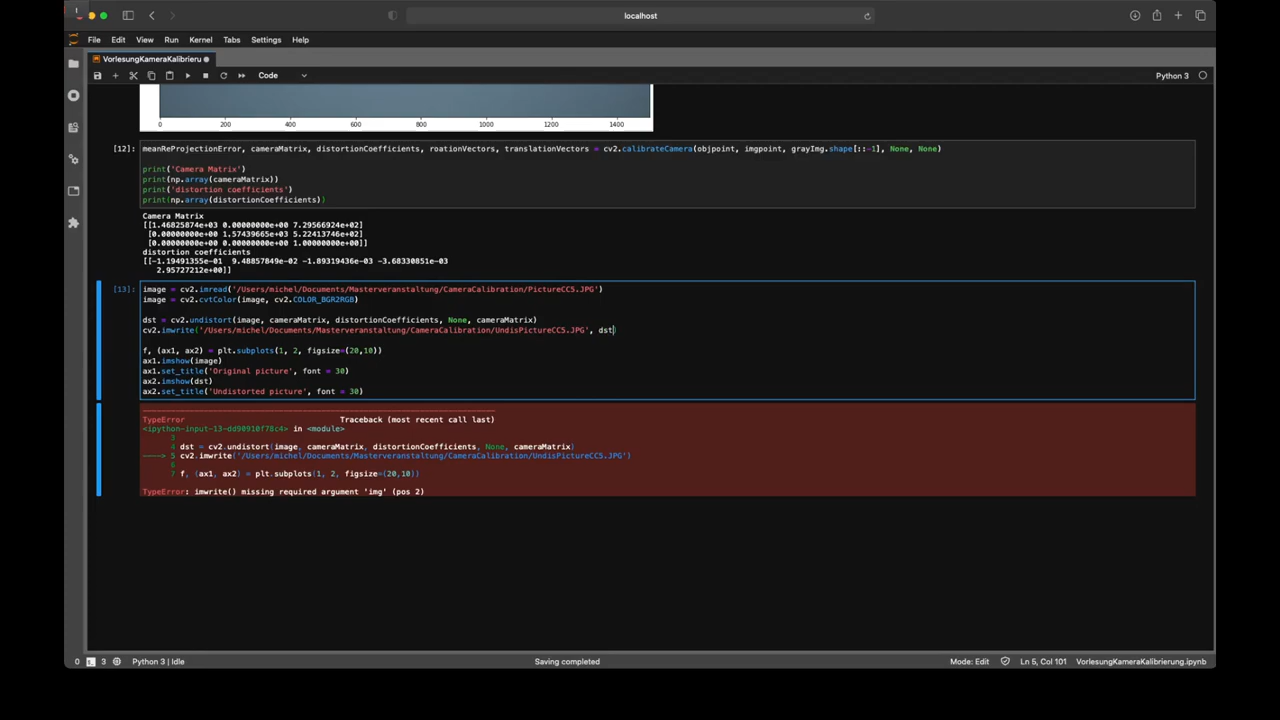 localhost
File Edit View Run Kernel Tabs Settings Help
VorlesungKameraKalibrieru
Code
Python 3
0 200 400 600 800 1000 1200 1400
[12]: meanReProjectionError, cameraMatrix, distortionCoefficients, roationVectors, translationVectors = cv2.calibrateCamera(objpoint, imgpoint, grayImg.shape[::-1], None, None)
print('Camera Matrix')
print(np.array(cameraMatrix))
print('distortion coefficients')
print(np.array(distortionCoefficients))
Camera Matrix
[[1.46825874e+03 0.00000000e+00 7.29566924e+02]
[0.00000000e+00 1.57439665e+03 5.22413746e+02]
[0.00000000e+00 0.00000000e+00 1.00000000e+00]]
distortion coefficients
[[-1.19491355e-01 9.48857849e-02 -1.89319436e-03 -3.68330851e-03
2.95727212e+00]]
[13]: image = cv2.imread('/Users/michel/Documents/Masterveranstaltung/CameraCalibration/PictureCC5.JPG')
image = cv2.cvtColor(image, cv2.COLOR_BGR2RGB)
dst = cv2.undistort(image, cameraMatrix, distortionCoefficients, None, cameraMatrix)
cv2.imwrite('/Users/michel/Documents/Masterveranstaltung/CameraCalibration/UndisPictureCC5.JPG', dst)
f, (ax1, ax2) = plt.subplots(1, 2, figsize=(20,10))
ax1.imshow(image)
ax1.set_title('Original picture', font = 30)
ax2.imshow(dst)
ax2.set_title('Undistorted picture', font = 30)
TypeError Traceback (most recent call last)
<ipython-input-13-dd90910f78c4> in <module>
3
4 dst = cv2.undistort(image, cameraMatrix, distortionCoefficients, None, cameraMatrix)
----> 5 cv2.imwrite('/Users/michel/Documents/Masterveranstaltung/CameraCalibration/UndisPictureCC5.JPG')
6
7 f, (ax1, ax2) = plt.subplots(1, 2, figsize=(20,10))
TypeError: imwrite() missing required argument 'img' (pos 2)
0 3 Python 3 | Idle Saving completed Mode: Edit Ln 5, Col 101 VorlesungKameraKalibrierung.ipynb